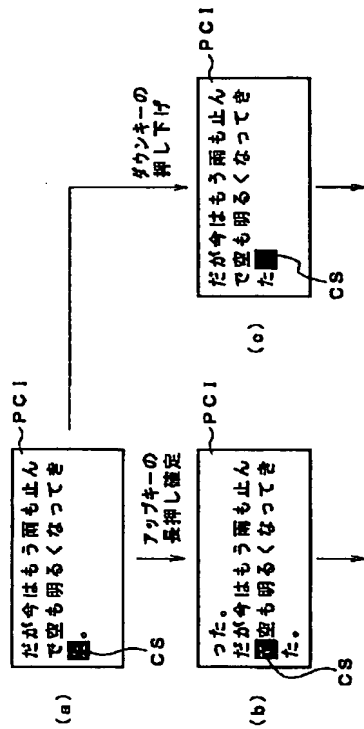 (a)
PCI
だが今はもう雨も止ん
で空も明るくなってき
。
CS
アップキーの
長押し確定
ダウンキーの
押し下げ
(b)
PCI
った。
だが今はもう雨も止ん
空も明るくなってき
た。
CS
(c)
PCI
だが今はもう雨も止ん
で空も明るくなってき
た
CS